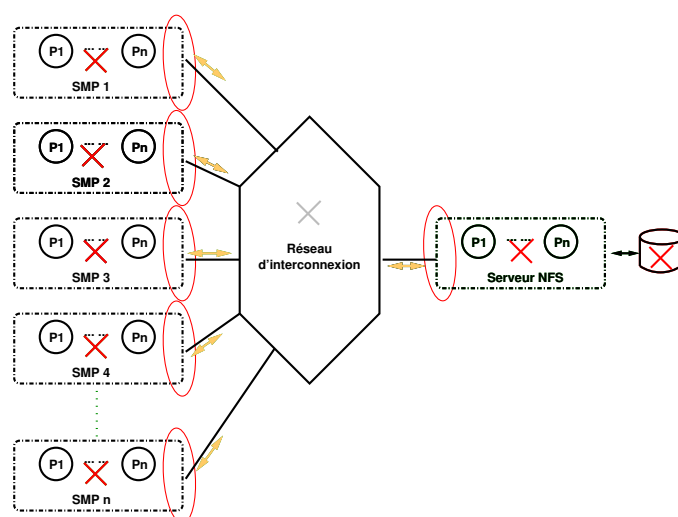 P1 Pn
SMP 1
P1 Pn
SMP 2
P1 Pn
SMP 3
P1 Pn
SMP 4
P1 Pn
SMP n
Réseau
d'interconnexion
P1 Pn
Serveur NFS